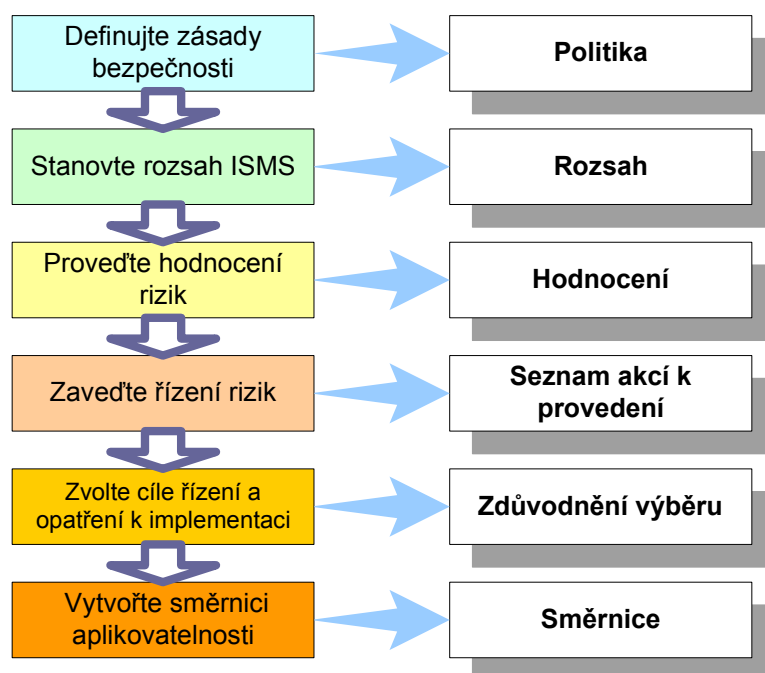 Definujte zásady
bezpečnosti
Politika
Stanovte rozsah ISMS
Rozsah
Proveďte hodnocení
rizik
Hodnocení
Zaveďte řízení rizik
Seznam akcí k
provedení
Zvolte cíle řízení a
opatření k implementaci
Zdůvodnění výběru
Vytvořte směrnici
aplikovatelnosti
Směrnice